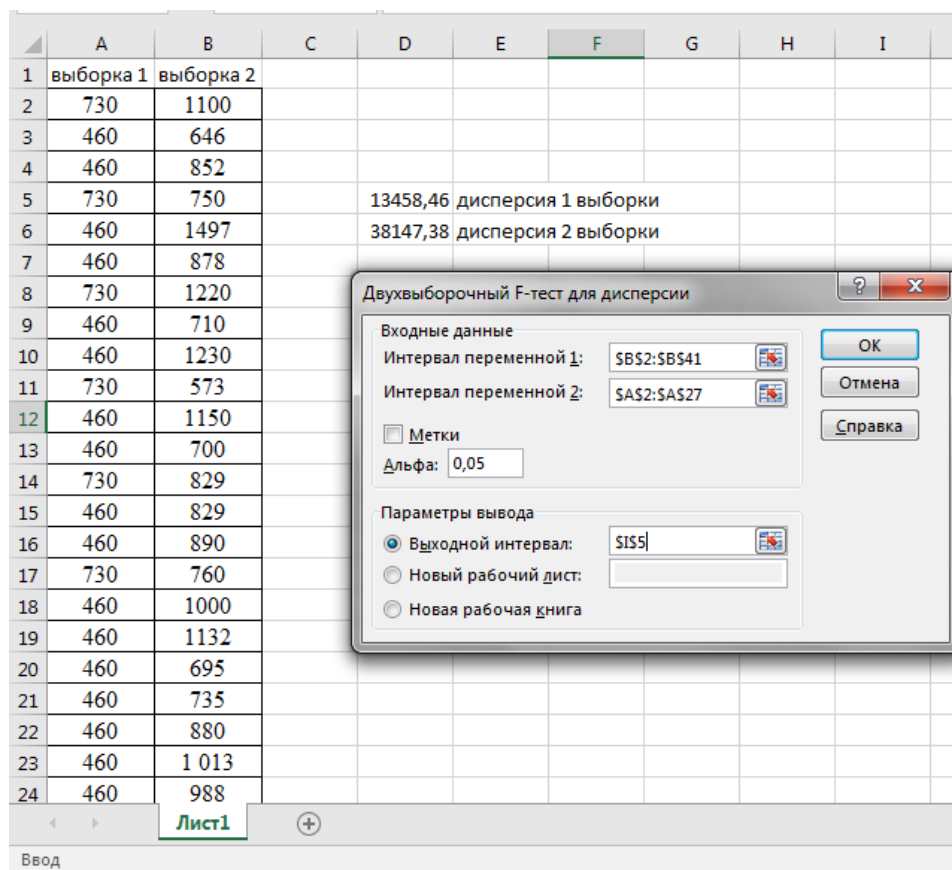 A B C D E F G H I
1 выборка 1 выборка 2
2 730 1100
3 460 646
4 460 852
5 730 750 13458,46 дисперсия 1 выборки
6 460 1497 38147,38 дисперсия 2 выборки
7 460 878
8 730 1220
9 460 710
10 460 1230
11 730 573
12 460 1150
13 460 700
14 730 829
15 460 829
16 460 890
17 730 760
18 460 1000
19 460 1132
20 460 695
21 460 735
22 460 880
23 460 1 013
24 460 988
Двухвыборочный F-тест для дисперсии
Входные данные
Интервал переменной 1: $B$2:$B$41
Интервал переменной 2: $A$2:$A$27
Метки
Альфа: 0,05
Параметры вывода
Выходной интервал: $I$5
Новый рабочий лист:
Новая рабочая книга
ОК
Отмена
Справка
Лист1
Ввод